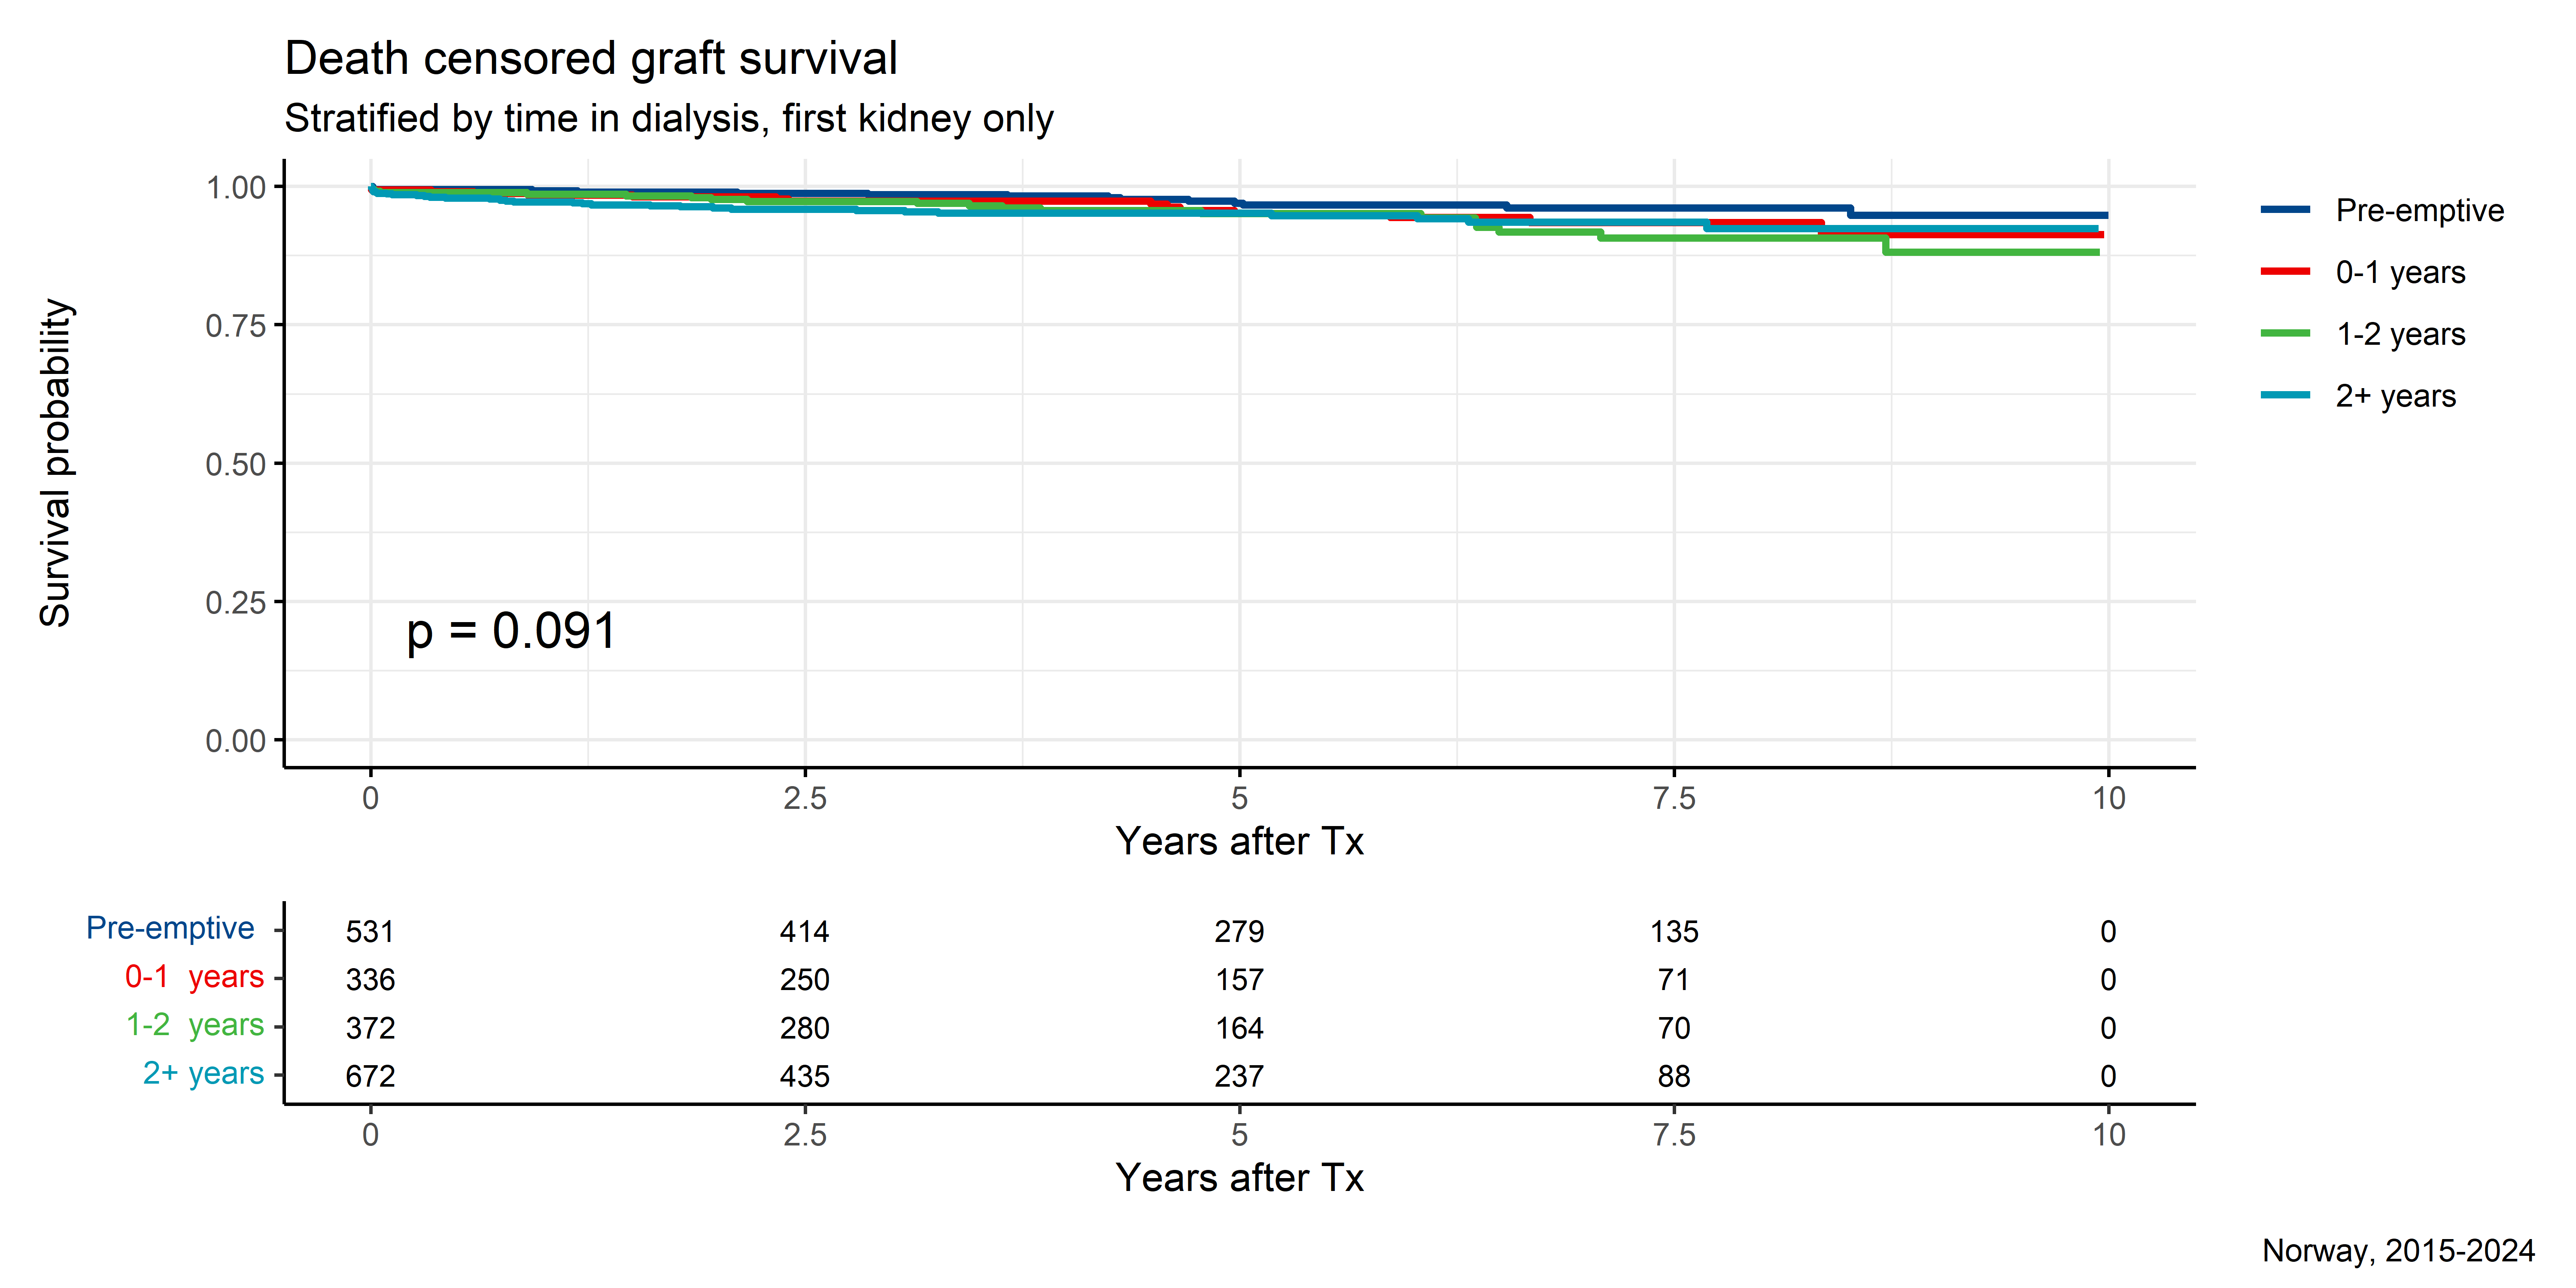 Death censored graft survival
Stratified by time in dialysis, first kidney only
Survival probability
1.00
0.75
0.50
0.25
0.00
p = 0.091
0 2.5 5 7.5 10
Years after Tx
Pre-emptive
0-1 years
1-2 years
2+ years
Pre-emptive 531 414 279 135 0
0-1 years 336 250 157 71 0
1-2 years 372 280 164 70 0
2+ years 672 435 237 88 0
0 2.5 5 7.5 10
Years after Tx
Norway, 2015-2024